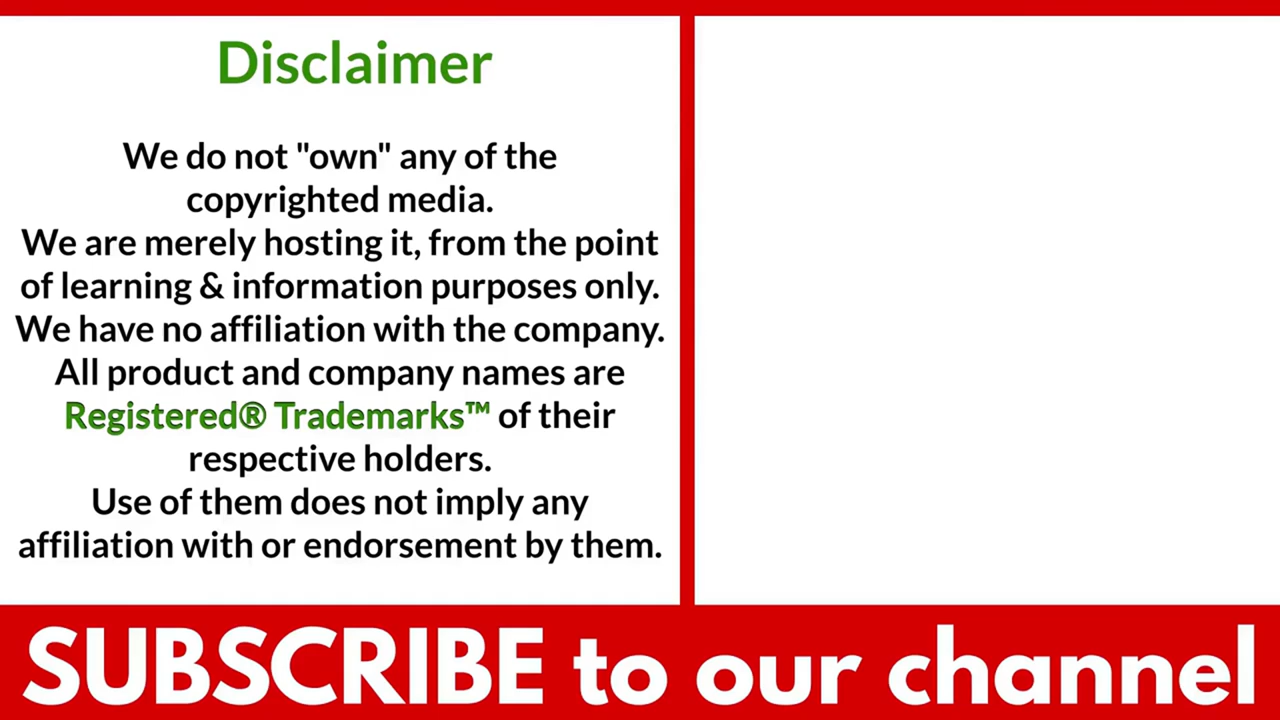 Disclaimer
We do not "own" any of the
copyrighted media.
We are merely hosting it, from the point
of learning & information purposes only.
We have no affiliation with the company.
All product and company names are
Registered® Trademarks™ of their
respective holders.
Use of them does not imply any
affiliation with or endorsement by them.
SUBSCRIBE to our channel